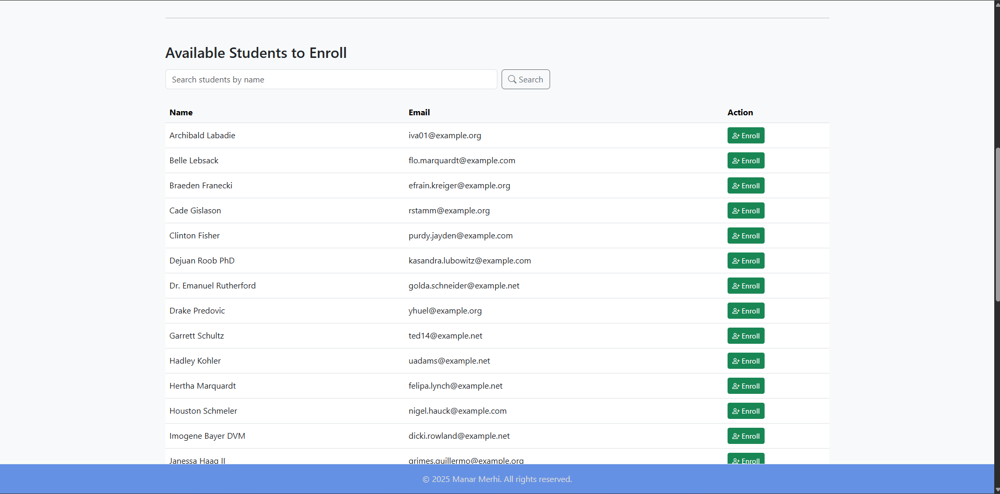 Available Students to Enroll
Search students by name Search
Name Email Action
Archibald Labadie iva01@example.org Enroll
Belle Lebsack flo.marquardt@example.com Enroll
Braeden Franecki efrain.kreiger@example.org Enroll
Cade Gislason rstamm@example.org Enroll
Clinton Fisher purdy.jayden@example.com Enroll
Dejuan Roob PhD kasandra.lubowitz@example.com Enroll
Dr. Emanuel Rutherford golda.schneider@example.net Enroll
Drake Predovic yhuel@example.org Enroll
Garrett Schultz ted14@example.net Enroll
Hadley Kohler uadams@example.net Enroll
Hertha Marquardt felipa.lynch@example.net Enroll
Houston Schmeler nigel.hauck@example.com Enroll
Imogene Bayer DVM dicki.rowland@example.net Enroll
Janessa Haag II grimes.guillermo@example.org Enroll
© 2025 Manar Merhi. All rights reserved.